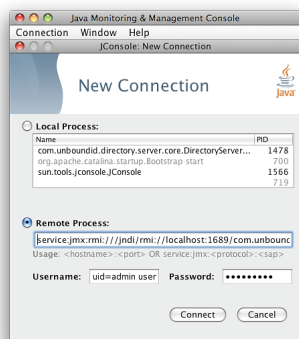 Java Monitoring & Management Console
Connection Window Help
JConsole: New Connection
New Connection
Java
Local Process:
Name PID
com.unboundid.directory.server.core.DirectoryServer... 1478
org.apache.catalina.startup.Bootstrap start 700
sun.tools.jconsole.JConsole 1566
719
Remote Process:
service:jmx:rmi:///jndi/rmi://localhost:1689/com.unbounc
Usage: <hostname>:<port> OR service:jmx:<protocol>:<sap>
Username: uid=admin user Password: •••••••••
Connect Cancel